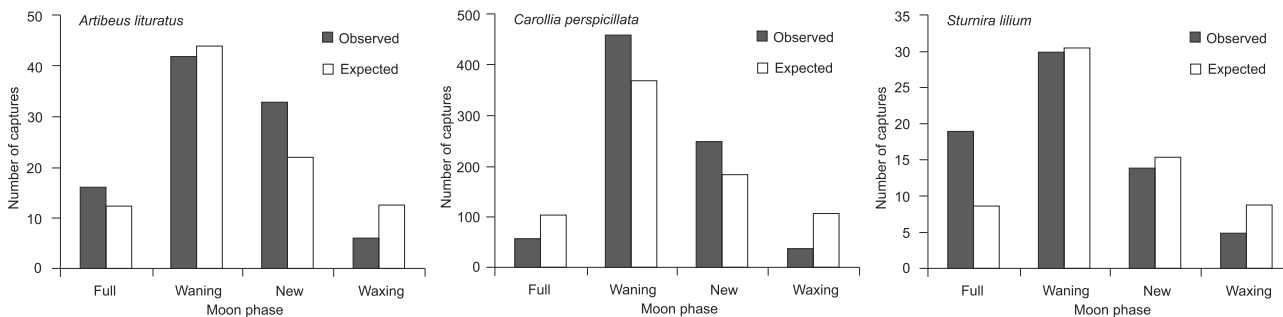 Artibeus lituratus
Number of captures
50
40
30
20
10
0
Observed
Expected
Full Waning New Waxing
Moon phase
Carollia perspicillata
Number of captures
500
400
300
200
100
0
Observed
Expected
Full Waning New Waxing
Moon phase
Sturnira lilium
Number of captures
35
30
25
20
15
10
5
0
Observed
Expected
Full Waning New Waxing
Moon phase